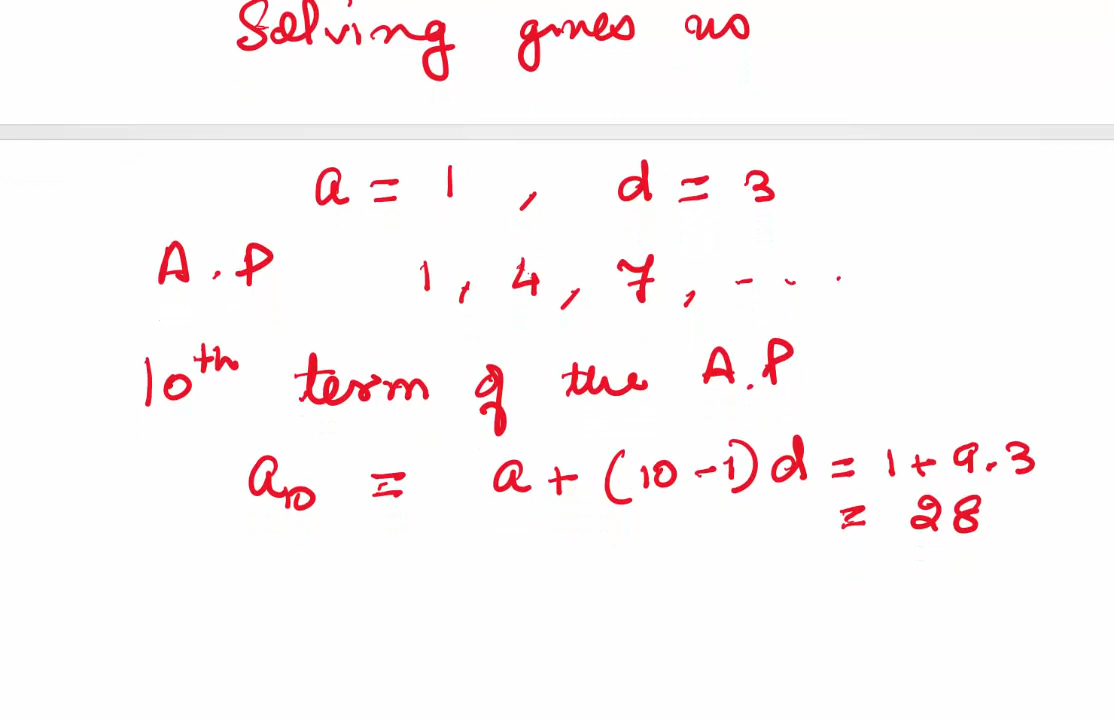 Solving gives us
a = 1 , d = 3
A.P 1, 4, 7, - - .
10th term of the A.P
a10 = a + (10-1)d = 1 + 9.3
= 28